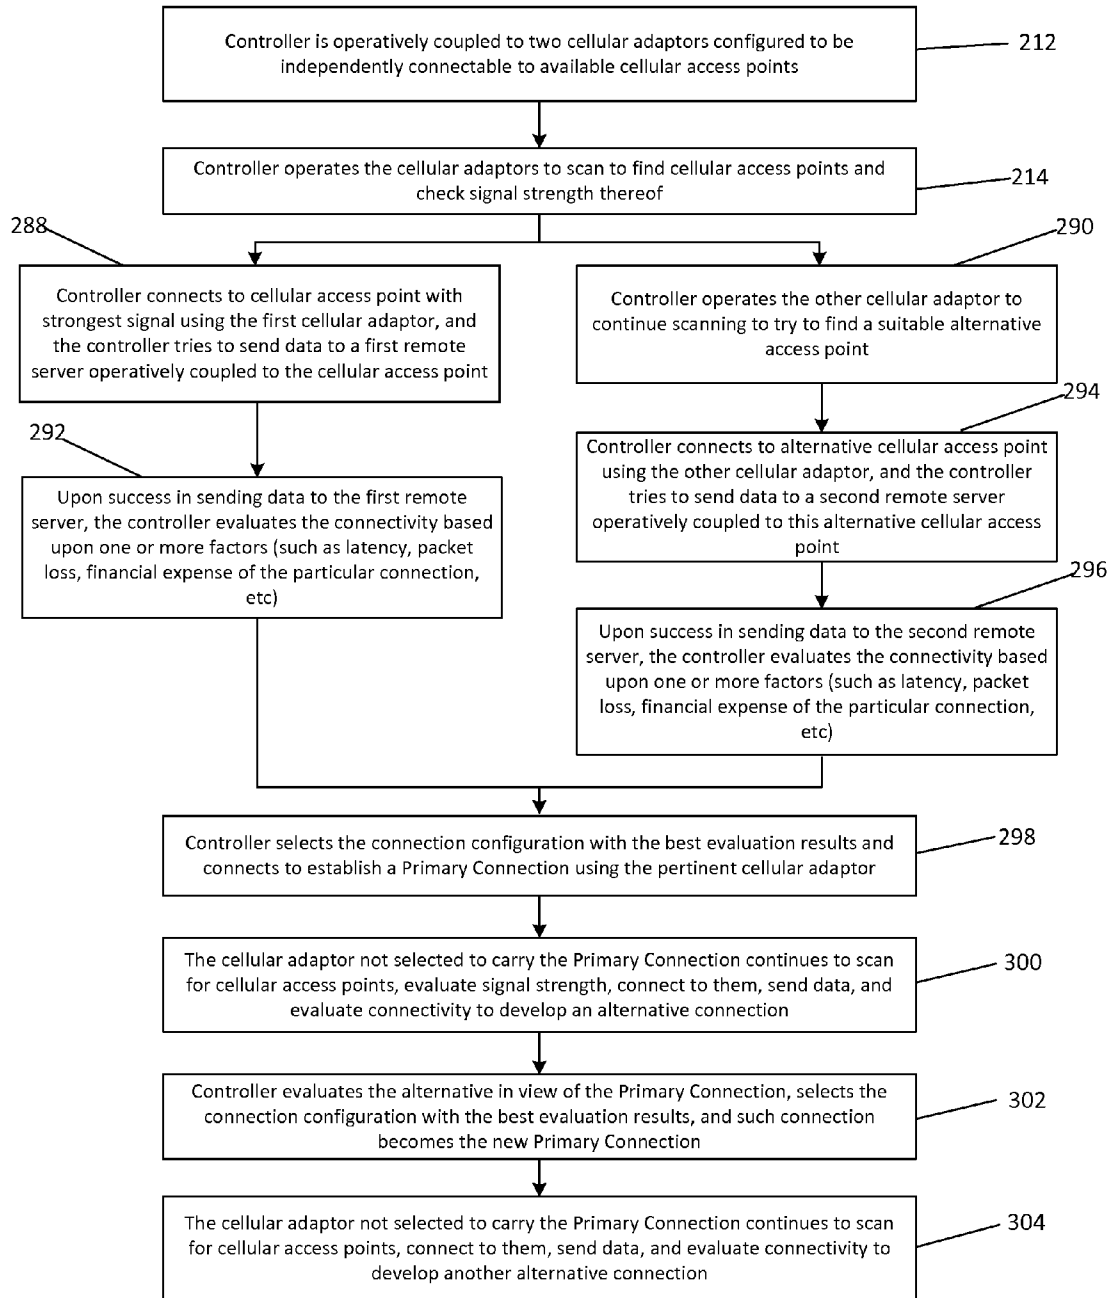 Controller is operatively coupled to two cellular adaptors configured to be
independently connectable to available cellular access points
212
Controller operates the cellular adaptors to scan to find cellular access points and
check signal strength thereof
214
288
290
Controller connects to cellular access point with
strongest signal using the first cellular adaptor, and
the controller tries to send data to a first remote
server operatively coupled to the cellular access point
Controller operates the other cellular adaptor to
continue scanning to try to find a suitable alternative
access point
292
294
Upon success in sending data to the first remote
server, the controller evaluates the connectivity based
upon one or more factors (such as latency, packet
loss, financial expense of the particular connection,
etc)
Controller connects to alternative cellular access point
using the other cellular adaptor, and the controller
tries to send data to a second remote server
operatively coupled to this alternative cellular access
point
296
Upon success in sending data to the second remote
server, the controller evaluates the connectivity based
upon one or more factors (such as latency, packet
loss, financial expense of the particular connection,
etc)
Controller selects the connection configuration with the best evaluation results and
connects to establish a Primary Connection using the pertinent cellular adaptor
298
The cellular adaptor not selected to carry the Primary Connection continues to scan
for cellular access points, evaluate signal strength, connect to them, send data, and
evaluate connectivity to develop an alternative connection
300
Controller evaluates the alternative in view of the Primary Connection, selects the
connection configuration with the best evaluation results, and such connection
becomes the new Primary Connection
302
The cellular adaptor not selected to carry the Primary Connection continues to scan
for cellular access points, connect to them, send data, and evaluate connectivity to
develop another alternative connection
304